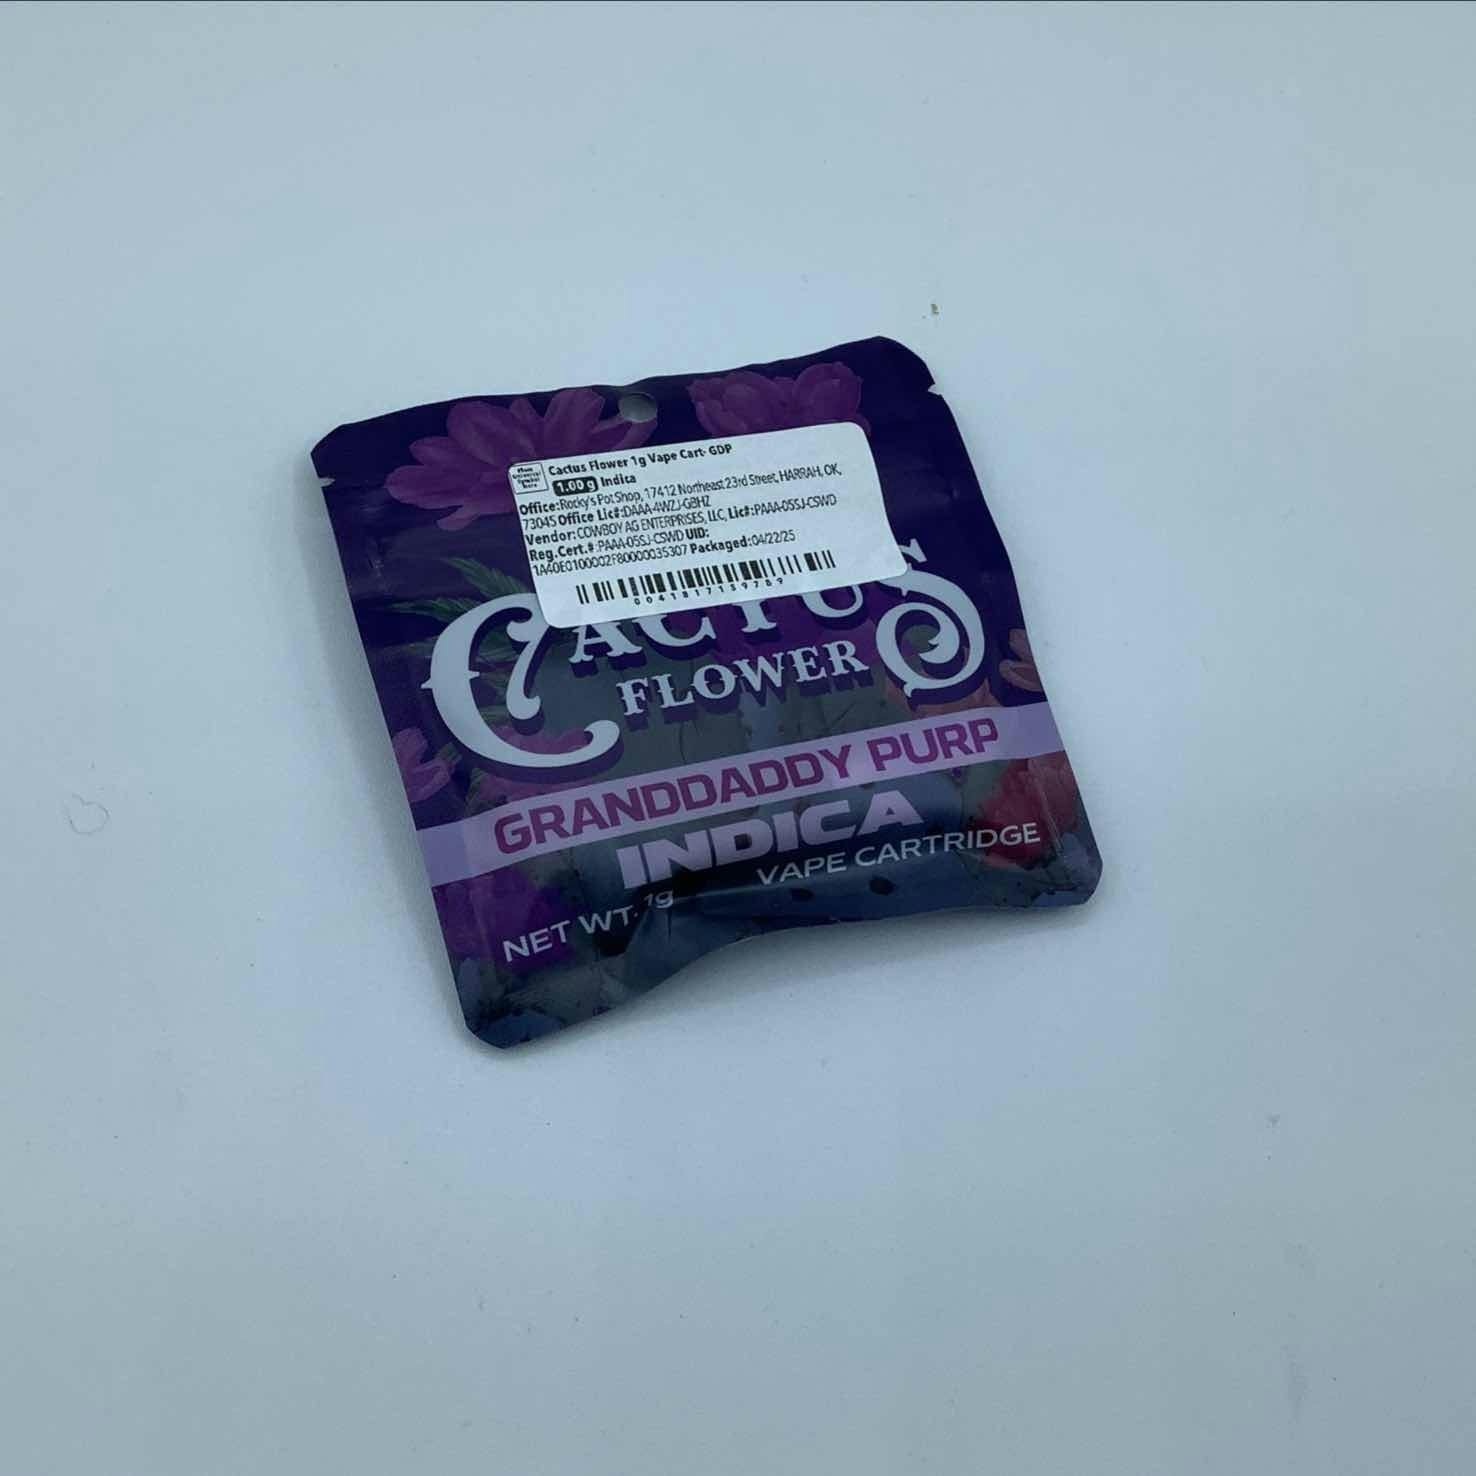 Cactus Flower 1g Vape Cart- GDP
1.00 g Indica
Office:Rocky's Pot Shop, 17412 Northeast 23rd Street, HARRAH, OK,
73045 Office Lic#:DAAA-4WZJ-GBHZ
Vendor:COWBOY AG ENTERPRISES, LLC, Lic#:PAAA-05SJ-CSWD
Reg.Cert.#:PAAA-05SJ-CSWD UID:
1A40E0100002F80000035307 Packaged:04/22/25
0041817159789
CACTUS
FLOWER
GRANDDADDY PURP
INDICA
NET WT. 1g VAPE CARTRIDGE